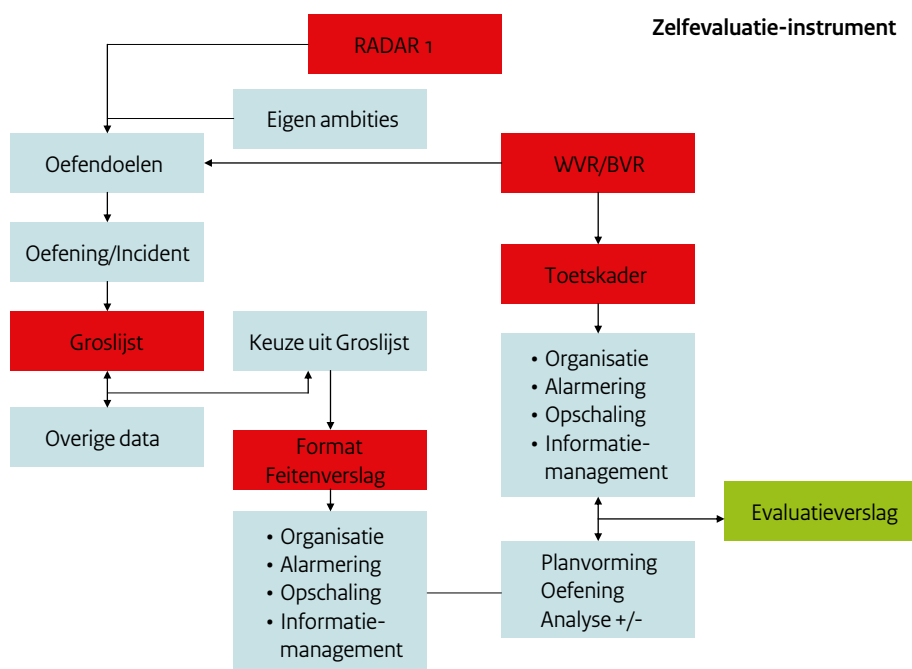 Zelfevaluatie-instrument
RADAR 1
Eigen ambities
Oefendoelen
WVR/BVR
Oefening/Incident
Toetskader
Groslijst
Keuze uit Groslijst
• Organisatie
• Alarmering
• Opschaling
• Informatie-
management
Overige data
Format
Feitenverslag
Evaluatieverslag
• Organisatie
• Alarmering
• Opschaling
• Informatie-
management
Planvorming
Oefening
Analyse +/-